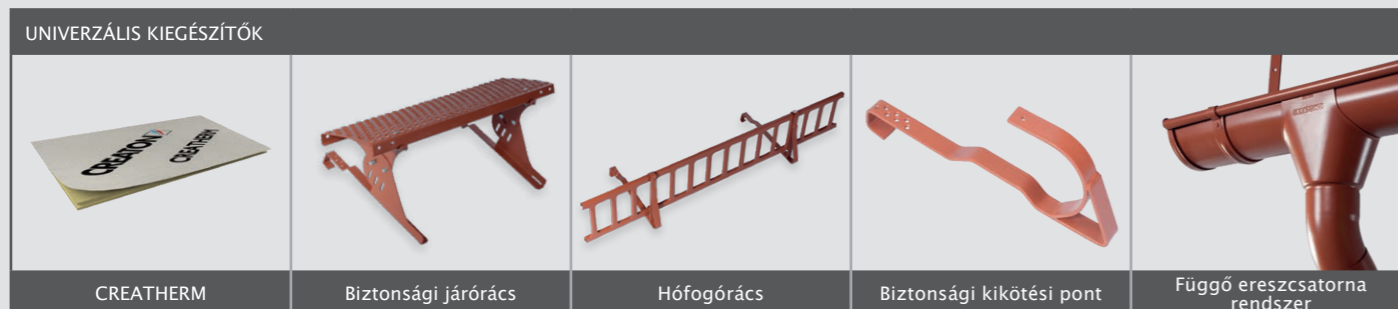 UNIVERZÁLIS KIEGÉSZÍTŐK
CREATON
CREATHERM
CREATHERM
Biztonsági járórács
Hófogórács
Biztonsági kikötési pont
Függő ereszcsatorna
rendszer